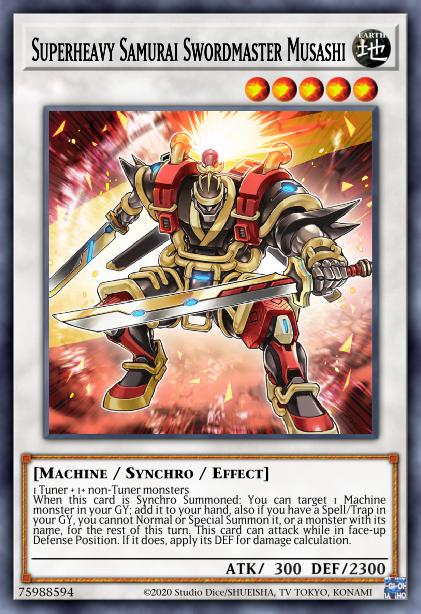 Superheavy Samurai Swordmaster Musashi
EARTH
地
[Machine / Synchro / Effect]
1 Tuner + 1+ non-Tuner monsters
When this card is Synchro Summoned: You can target 1 Machine
monster in your GY; add it to your hand, also if you have a Spell/Trap in
your GY, you cannot Normal or Special Summon it, or a monster with its
name, for the rest of this turn. This card can attack while in face-up
Defense Position. If it does, apply its DEF for damage calculation.
ATK/ 300 DEF/2300
75988594
©2020 Studio Dice/SHUEISHA, TV TOKYO, KONAMI